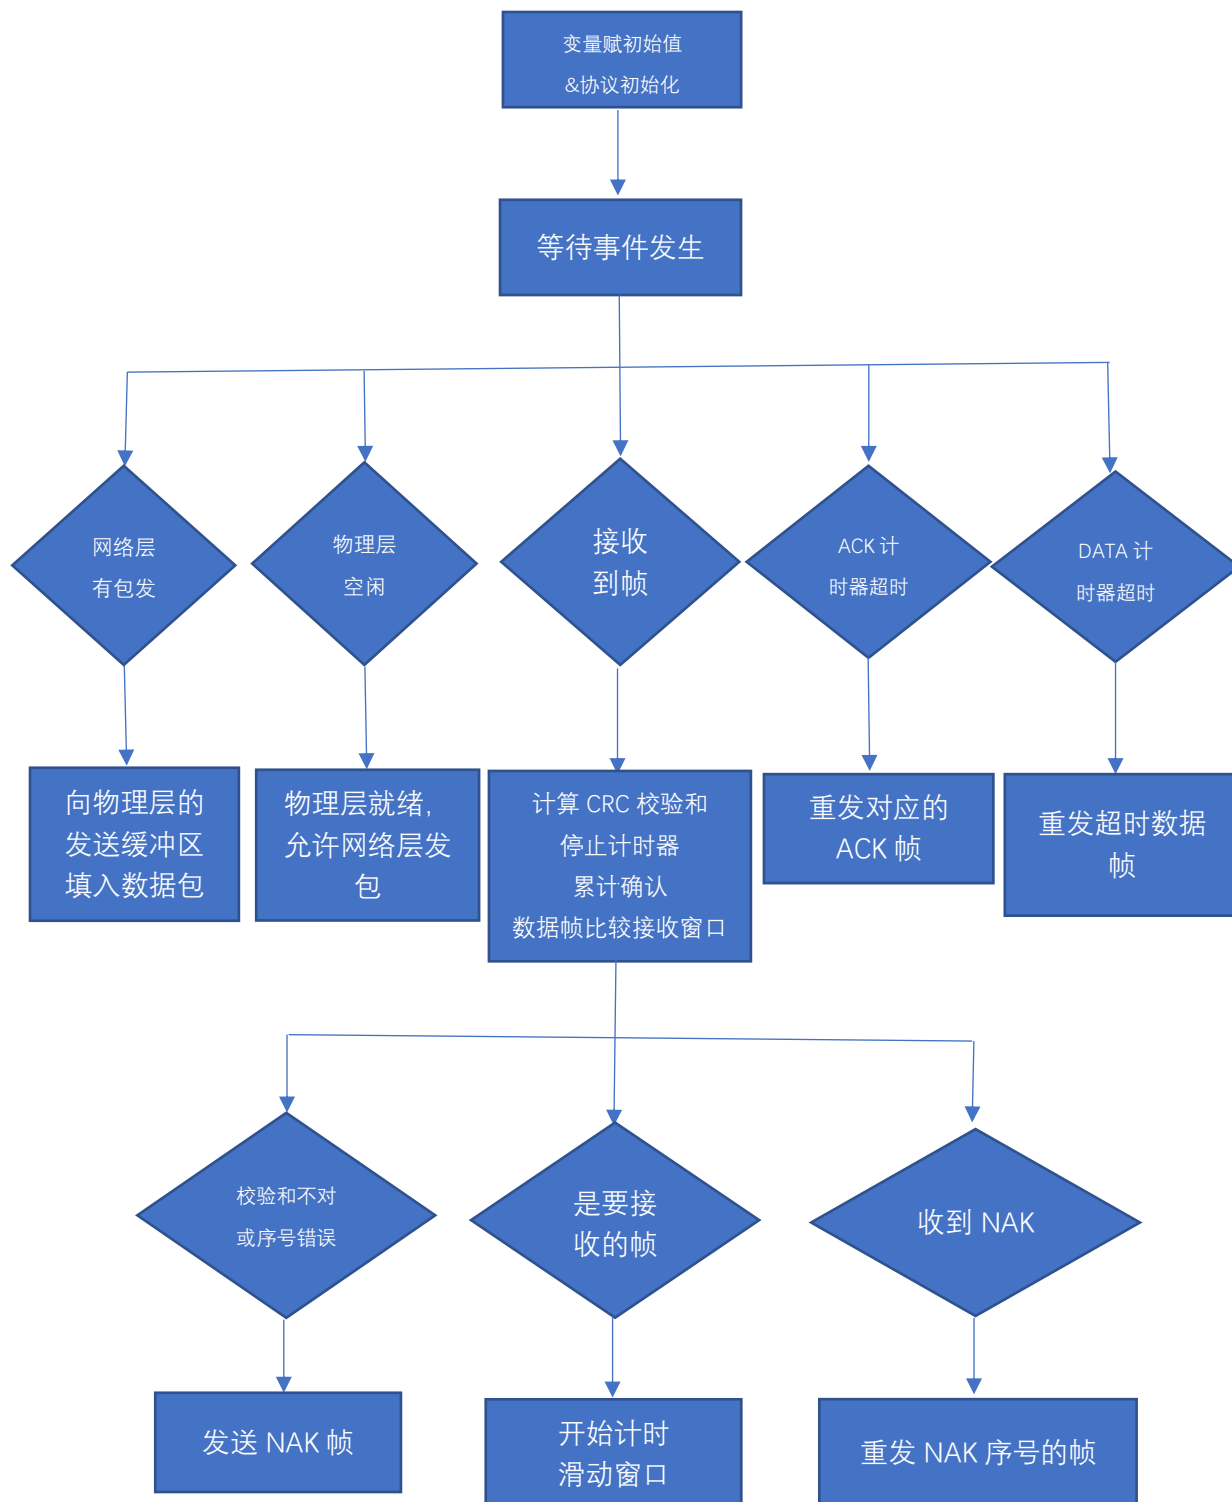 变量赋初始值
&协议初始化
等待事件发生
网络层
有包发
物理层
空闲
接收
到帧
ACK 计
时器超时
DATA 计
时器超时
向物理层的
发送缓冲区
填入数据包
物理层就绪,
允许网络层发
包
计算 CRC 校验和
停止计时器
累计确认
数据帧比较接收窗口
重发对应的
ACK 帧
重发超时数据
帧
校验和不对
或序号错误
是要接
收的帧
收到 NAK
发送 NAK 帧
开始计时
滑动窗口
重发 NAK 序号的帧